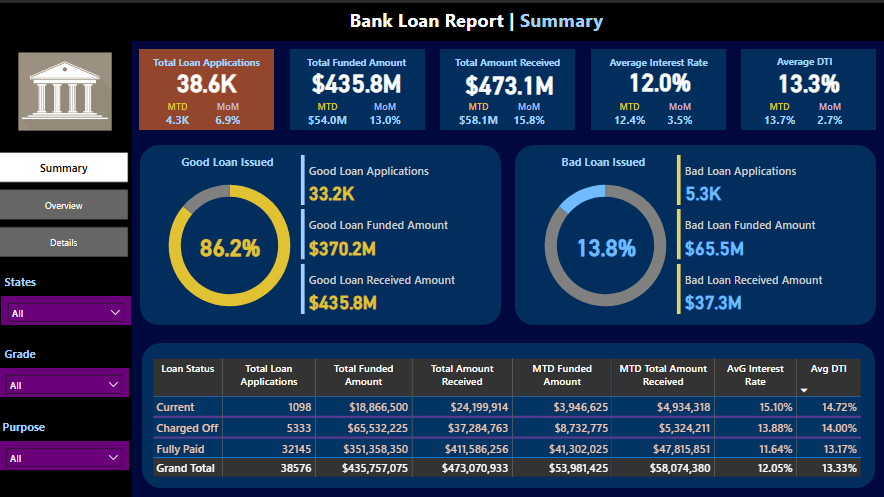 Bank Loan Report | Summary
Total Loan Applications
38.6K
MTD MoM
4.3K 6.9%
Total Funded Amount
$435.8M
MTD MoM
$54.0M 13.0%
Total Amount Received
$473.1M
MTD MoM
$58.1M 15.8%
Average Interest Rate
12.0%
MTD MoM
12.4% 3.5%
Average DTI
13.3%
MTD MoM
13.7% 2.7%
Summary
Overview
Details
States
All
Grade
All
Purpose
All
Good Loan Issued
86.2%
Good Loan Applications
33.2K
Good Loan Funded Amount
$370.2M
Good Loan Received Amount
$435.8M
Bad Loan Issued
13.8%
Bad Loan Applications
5.3K
Bad Loan Funded Amount
$65.5M
Bad Loan Received Amount
$37.3M
Loan Status Total Loan Applications Total Funded Amount Total Amount Received MTD Funded Amount MTD Total Amount Received AvG Interest Rate Avg DTI
Current 1098 $18,866,500 $24,199,914 $3,946,625 $4,934,318 15.10% 14.72%
Charged Off 5333 $65,532,225 $37,284,763 $8,732,775 $5,324,211 13.88% 14.00%
Fully Paid 32145 $351,358,350 $411,586,256 $41,302,025 $47,815,851 11.64% 13.17%
Grand Total 38576 $435,757,075 $473,070,933 $53,981,425 $58,074,380 12.05% 13.33%